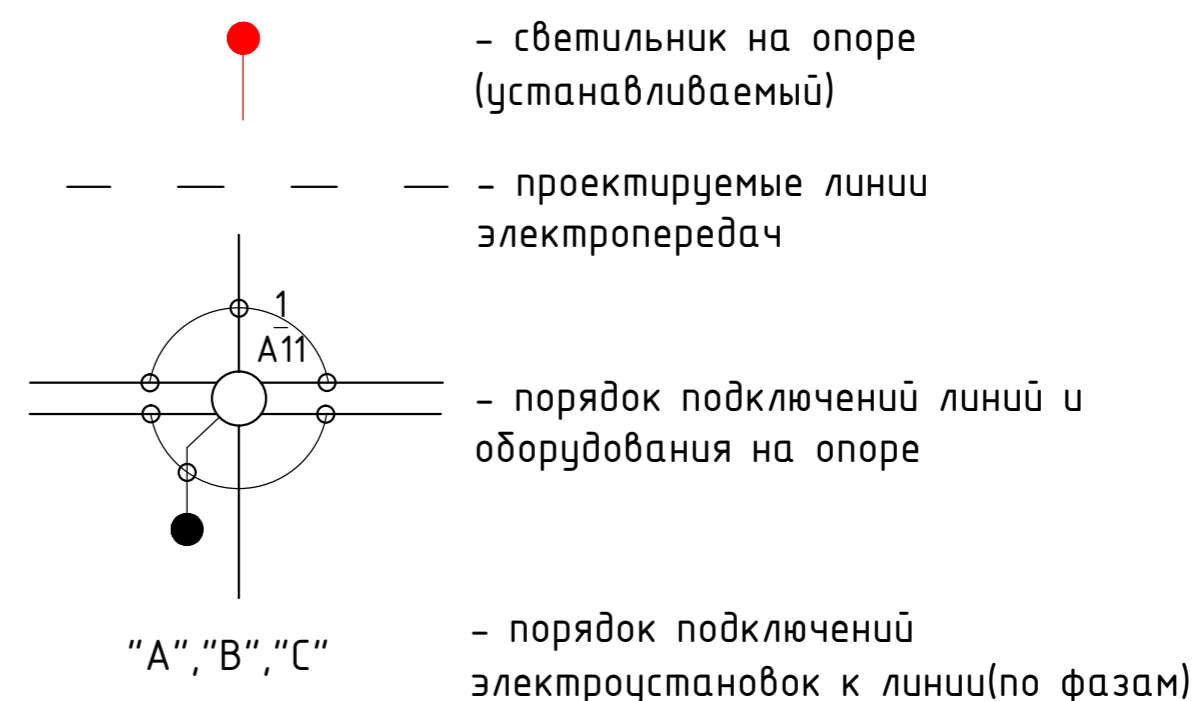 - светильник на опоре
(устанавливаемый)
- проектируемые линии
электропередач
1
А11
- порядок подключений линий и
оборудования на опоре
"А","В","С"
- порядок подключений
электроустановок к линии(по фазам)